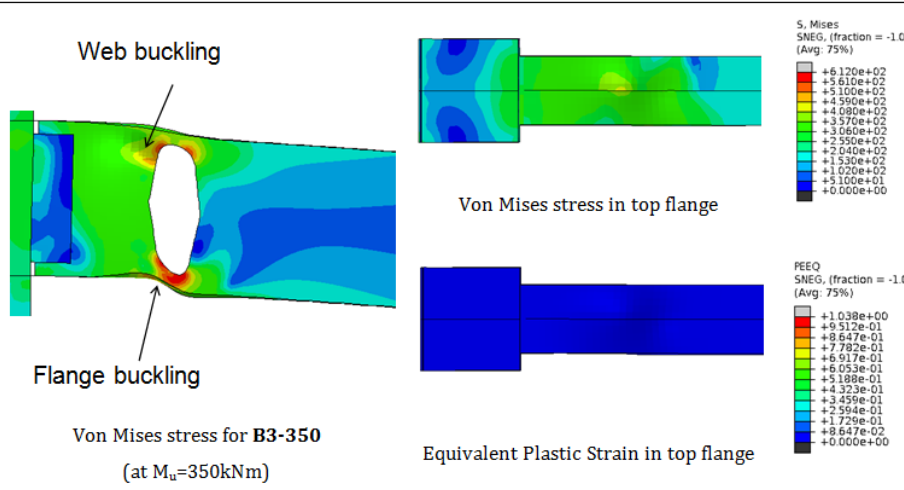 Web buckling
Flange buckling
Von Mises stress for B3-350
(at Mu=350kNm)
S, Mises
SNEG, (fraction = -1.0
(Avg: 75%)
+6.120e+02
+5.610e+02
+5.100e+02
+4.590e+02
+4.080e+02
+3.570e+02
+3.060e+02
+2.550e+02
+2.040e+02
+1.530e+02
+1.020e+02
+5.100e+01
+0.000e+00
Von Mises stress in top flange
PEEQ
SNEG, (fraction = -1.0
(Avg: 75%)
+1.038e+00
+9.512e-01
+8.647e-01
+7.782e-01
+6.917e-01
+6.053e-01
+5.188e-01
+4.323e-01
+3.459e-01
+2.594e-01
+1.729e-01
+8.647e-02
+0.000e+00
Equivalent Plastic Strain in top flange